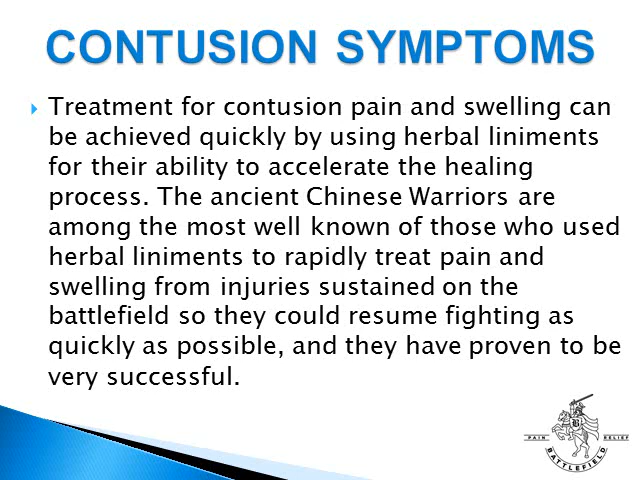 CONTUSION SYMPTOMS
Treatment for contusion pain and swelling can
be achieved quickly by using herbal liniments
for their ability to accelerate the healing
process. The ancient Chinese Warriors are
among the most well known of those who used
herbal liniments to rapidly treat pain and
swelling from injuries sustained on the
battlefield so they could resume fighting as
quickly as possible, and they have proven to be
very successful.
B
PAIN RELIEF
BATTLEFIELD